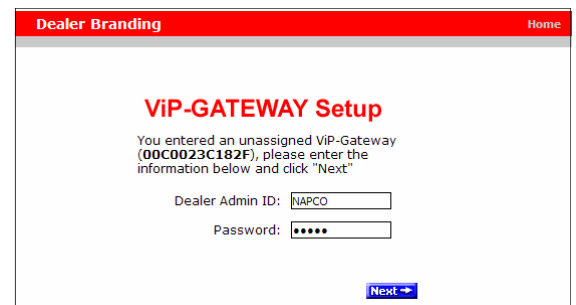 Dealer Branding
Home
ViP-GATEWAY Setup
You entered an unassigned ViP-Gateway
(00C0023C182F), please enter the
information below and click "Next"
Dealer Admin ID: NAPCO
Password: •••••
Next